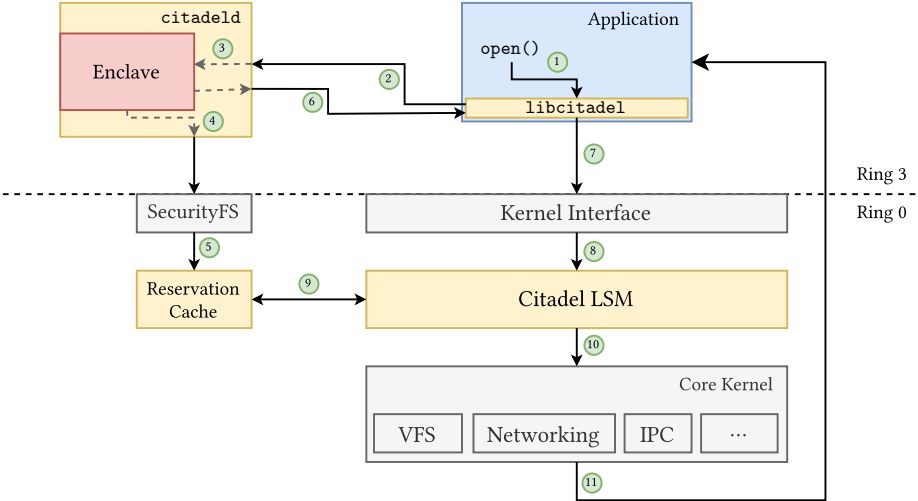 citadeld
Enclave
3
4
2
6
Application
open()
1
libcitadel
7
Ring 3
Ring 0
SecurityFS
Kernel Interface
5
8
Reservation
Cache
9
Citadel LSM
10
Core Kernel
VFS
Networking
IPC
...
11